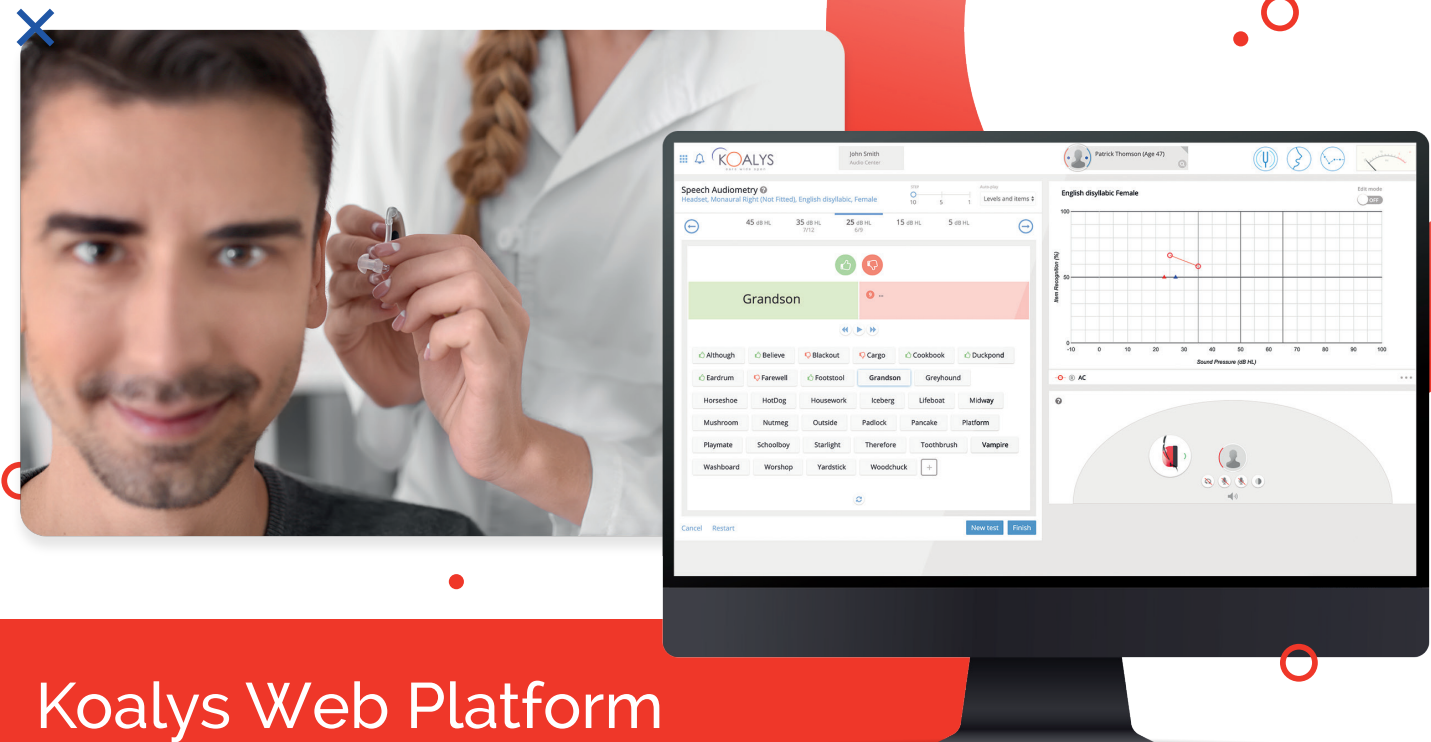 KOALYS
John Smith
Audio Center
Patrick Thomson (Age 47)
Speech Audiometry
Headset, Monaural Right (Not Fitted), English disyllabic, Female
10 5 1
Levels and items
45 dB HL 35 dB HL 25 dB HL 15 dB HL 5 dB HL
7/12 6/9
Grandson
--
Although Believe Blackout Cargo Cookbook Duckpond
Eardrum Farewell Footstool Grandson Greyhound
Horseshoe HotDog Housework Iceberg Lifeboat Midway
Mushroom Nutmeg Outside Padlock Pancake Platform
Playmate Schoolboy Starlight Therefore Toothbrush Vampire
Washboard Worshop Yardstick Woodchuck +
Cancel Restart New test Finish
English disyllabic Female
Edit mode
OFF
100
50
0
Item Recognition (%)
-10 0 10 20 30 40 50 60 70 80 90 100
Sound Pressure (dB HL)
AC
Koalys Web Platform